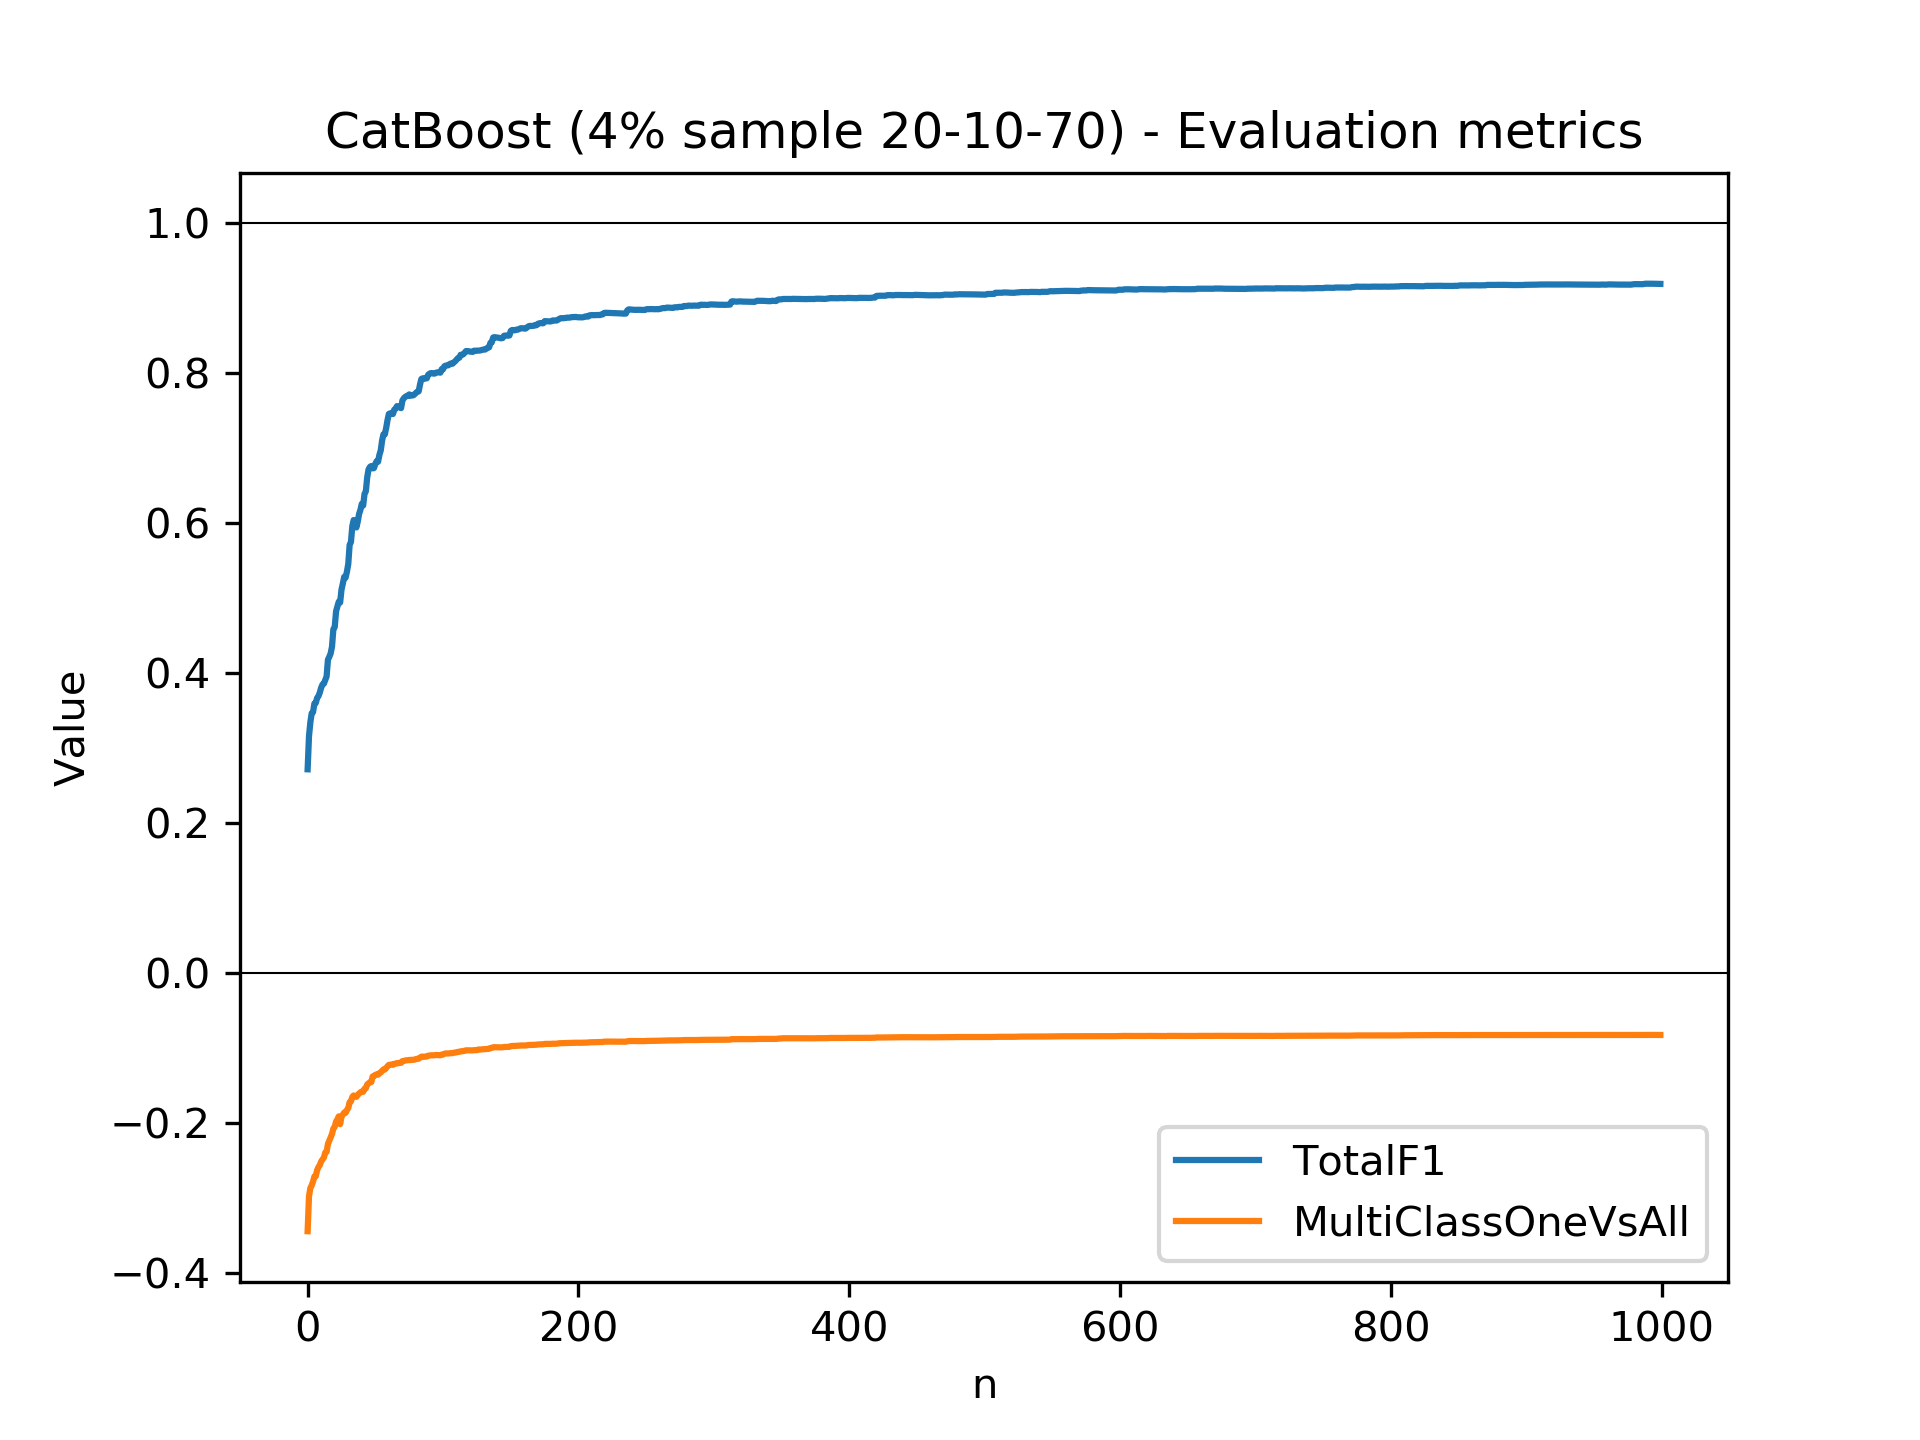 CatBoost (4% sample 20-10-70) - Evaluation metrics
1.0
0.8
0.6
0.4
0.2
0.0
−0.2
−0.4
Value
TotalF1
MultiClassOneVsAll
0 200 400 600 800 1000
n